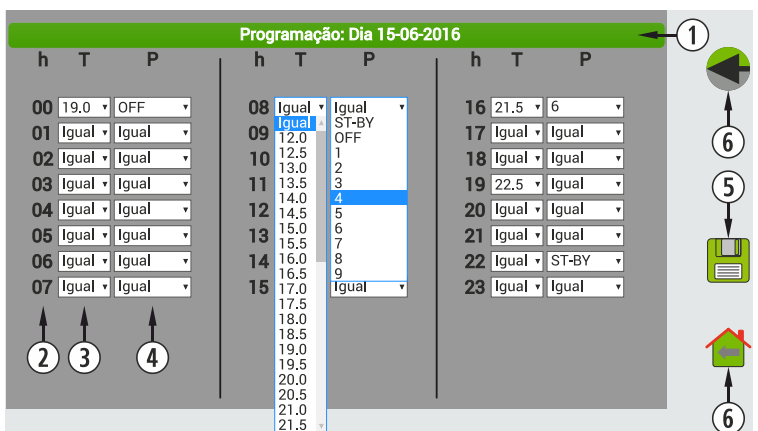 Programação: Dia 15-06-2016
1
h T P
h T P
h T P
00 19.0 OFF
01 Igual Igual
02 Igual Igual
03 Igual Igual
04 Igual Igual
05 Igual Igual
06 Igual Igual
07 Igual Igual
08 Igual Igual
09
10
11
12
13
14
15 Igual
Igual
12.0
12.5
13.0
13.5
14.0
14.5
15.0
15.5
16.0
16.5
17.0
17.5
18.0
18.5
19.0
19.5
20.0
20.5
21.0
21.5
ST-BY
OFF
1
2
3
4
5
6
7
8
9
16 21.5 6
17 Igual Igual
18 Igual Igual
19 22.5 Igual
20 Igual Igual
21 Igual Igual
22 Igual ST-BY
23 Igual Igual
6
5
2
3
4
6